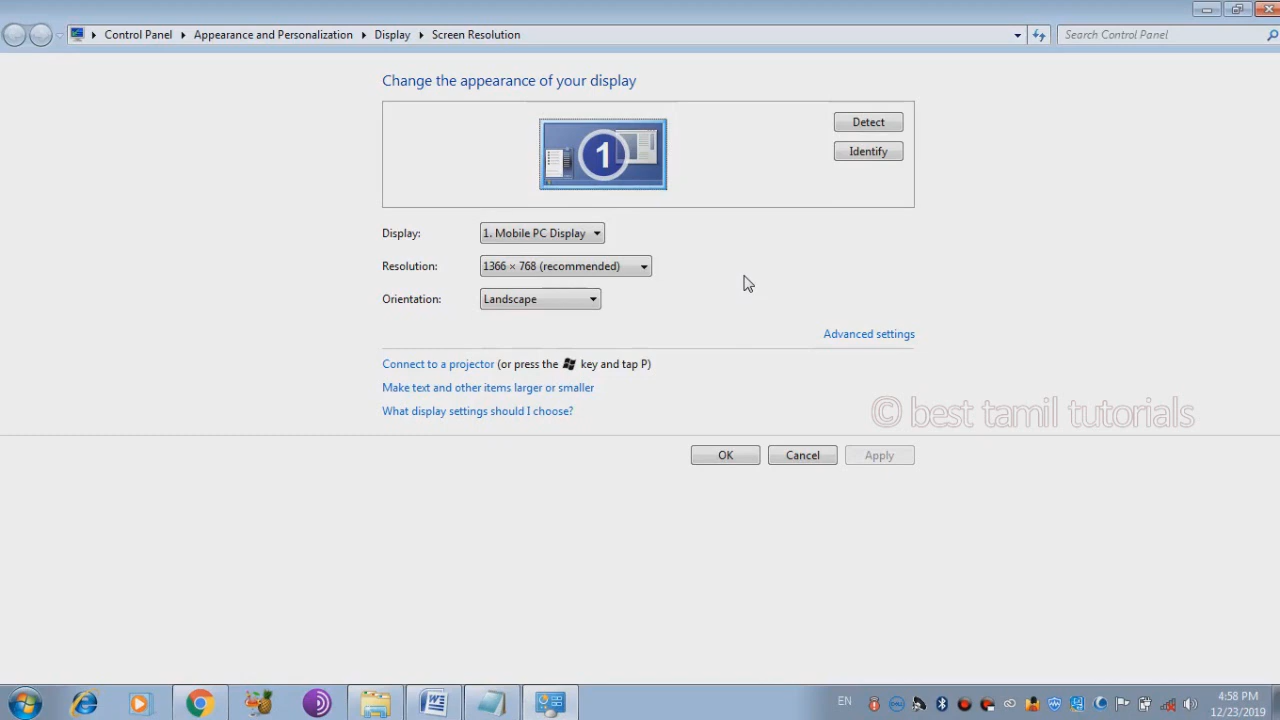 Control Panel Appearance and Personalization Display Screen Resolution
Search Control Panel
Change the appearance of your display
1
Detect
Identify
Display: 1. Mobile PC Display
Resolution: 1366 × 768 (recommended)
Orientation: Landscape
Advanced settings
Connect to a projector (or press the key and tap P)
Make text and other items larger or smaller
What display settings should I choose?
© best tamil tutorials
OK Cancel Apply
EN
4:58 PM
12/23/2019